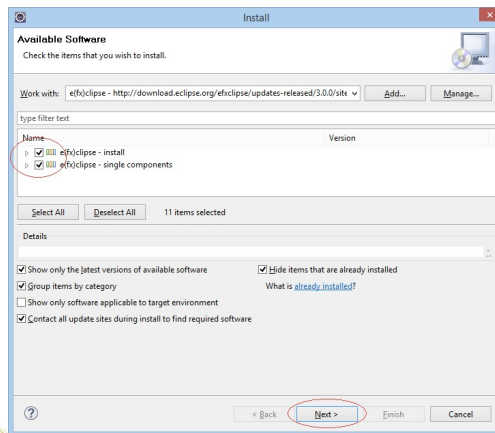 Install
Available Software
Check the items that you wish to install.
Work with: e(fx)clipse - http://download.eclipse.org/efxclipse/updates-released/3.0.0/site Add... Manage...
type filter text
Name Version
e(fx)clipse - install
e(fx)clipse - single components
Select All Deselect All 11 items selected
Details
Show only the latest versions of available software Hide items that are already installed
Group items by category What is already installed?
Show only software applicable to target environment
Contact all update sites during install to find required software
< Back Next > Finish Cancel